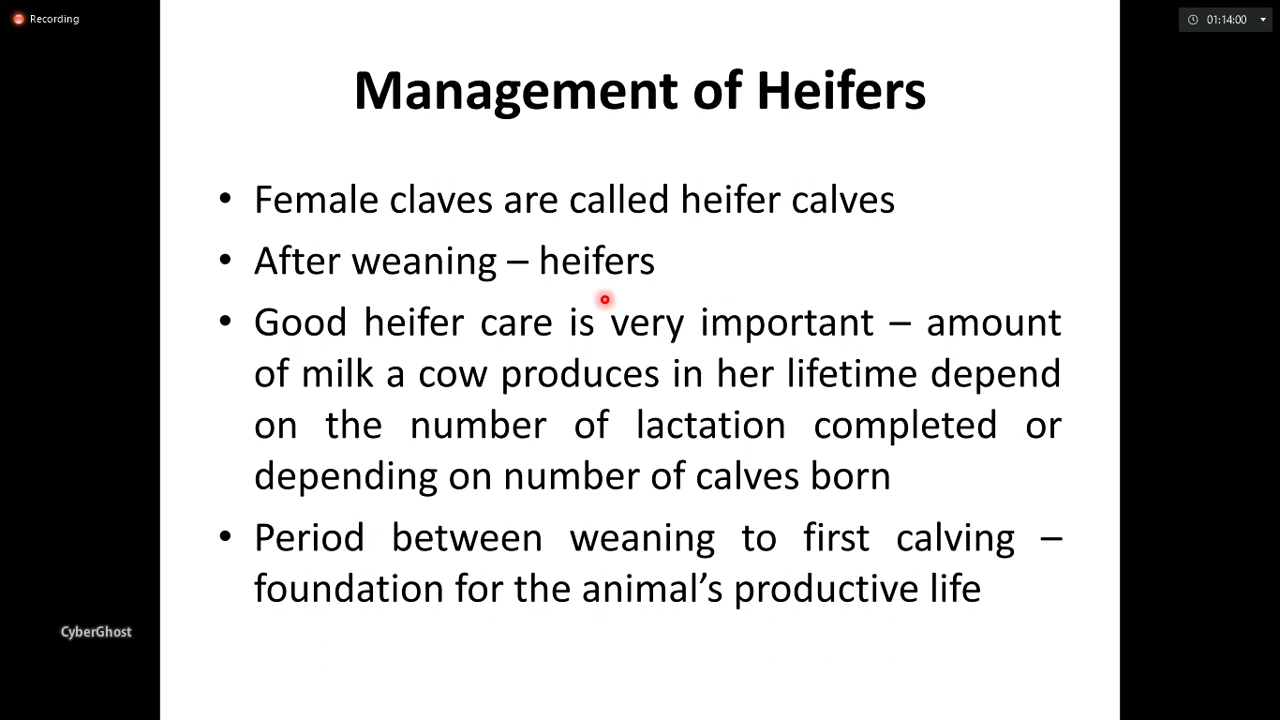 Recording
01:14:00
Management of Heifers
• Female claves are called heifer calves
• After weaning – heifers
• Good heifer care is very important – amount
of milk a cow produces in her lifetime depend
on the number of lactation completed or
depending on number of calves born
• Period between weaning to first calving –
foundation for the animal’s productive life
CyberGhost